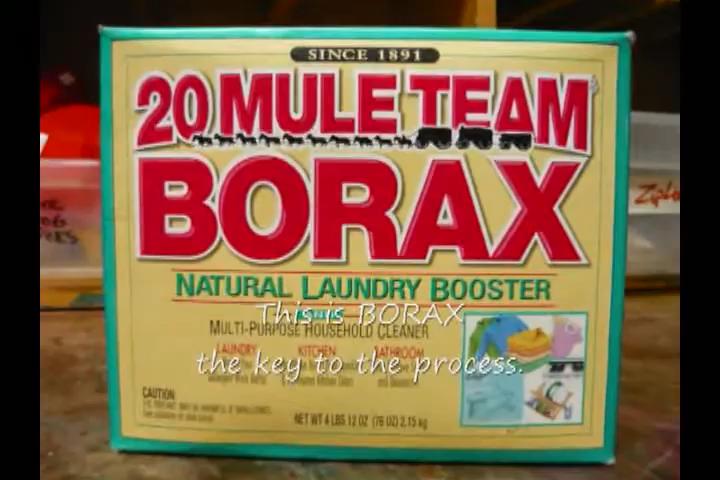 SINCE 1891
20 MULE TEAM
BORAX
NATURAL LAUNDRY BOOSTER
This is BORAX
MULTI-PURPOSE HOUSEHOLD CLEANER
LAUNDRY KITCHEN BATHROOM
the key to the process.
CAUTION
NET WT 4 LBS 12 OZ (76 OZ) 2.15 kg